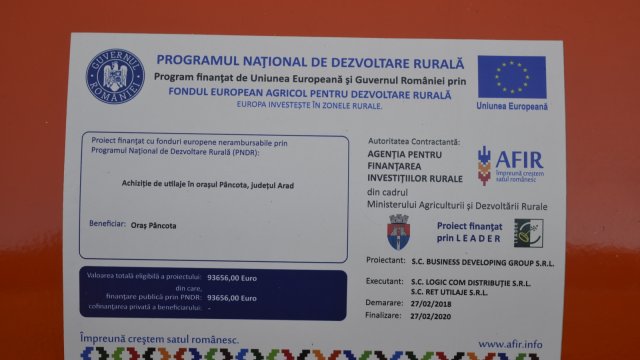 GUVERNUL ROMÂNIEI
PROGRAMUL NAȚIONAL DE DEZVOLTARE RURALĂ
Program finanțat de Uniunea Europeană și Guvernul României prin
FONDUL EUROPEAN AGRICOL PENTRU DEZVOLTARE RURALĂ
EUROPA INVESTEȘTE ÎN ZONELE RURALE.
Uniunea Europeană
Proiect finanțat cu fonduri europene nerambursabile prin
Programul Național de Dezvoltare Rurală (PNDR):
Achiziție de utilaje în orașul Pâncota, județul Arad
Beneficiar: Oraș Pâncota
Valoarea totală eligibilă a proiectului: 93656,00 Euro
din care,
finanțare publică prin PNDR: 93656,00 Euro
cofinanțarea privată a beneficiarului: -
Autoritatea Contractantă:
AGENȚIA PENTRU
FINANȚAREA
INVESTIȚIILOR RURALE
din cadrul
Ministerului Agriculturii și Dezvoltării Rurale
AFIR
Împreună creștem
satul românesc
Proiect finanțat
prin LEADER
Proiectant: S.C. BUSINESS DEVELOPING GROUP S.R.L.
Executant: S.C. LOGIC COM DISTRIBUȚIE S.R.L.
S.C. RET UTILAJE S.R.L.
Demarare: 27/02/2018
Finalizare: 27/02/2020
Împreună creștem satul românesc.
www.afir.info